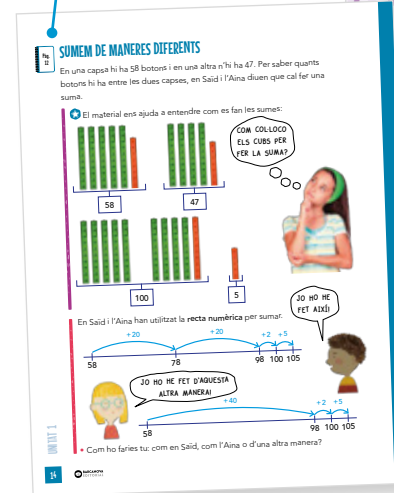 Pàg.
12
SUMEM DE MANERES DIFERENTS
En una capsa hi ha 58 botons i en una altra n'hi ha 47. Per saber quants
botons hi ha entre les dues capses, en Saïd i l'Aina diuen que cal fer una
suma.
El material ens ajuda a entendre com es fan les sumes:
COM COL·LOCO
ELS CUBS PER
FER LA SUMA?
58
47
100
5
En Saïd i l'Aina han utilitzat la recta numèrica per sumar.
JO HO HE
FET AIXÍ!
+20
+20
+2
+5
58
78
98
100
105
JO HO HE FET D'AQUESTA
ALTRA MANERA!
+40
+2
+5
58
98
100
105
• Com ho faries tu: com en Saïd, com l'Aina o d'una altra manera?
UNITAT 1
14
BARCANOVA
EDITORIAL